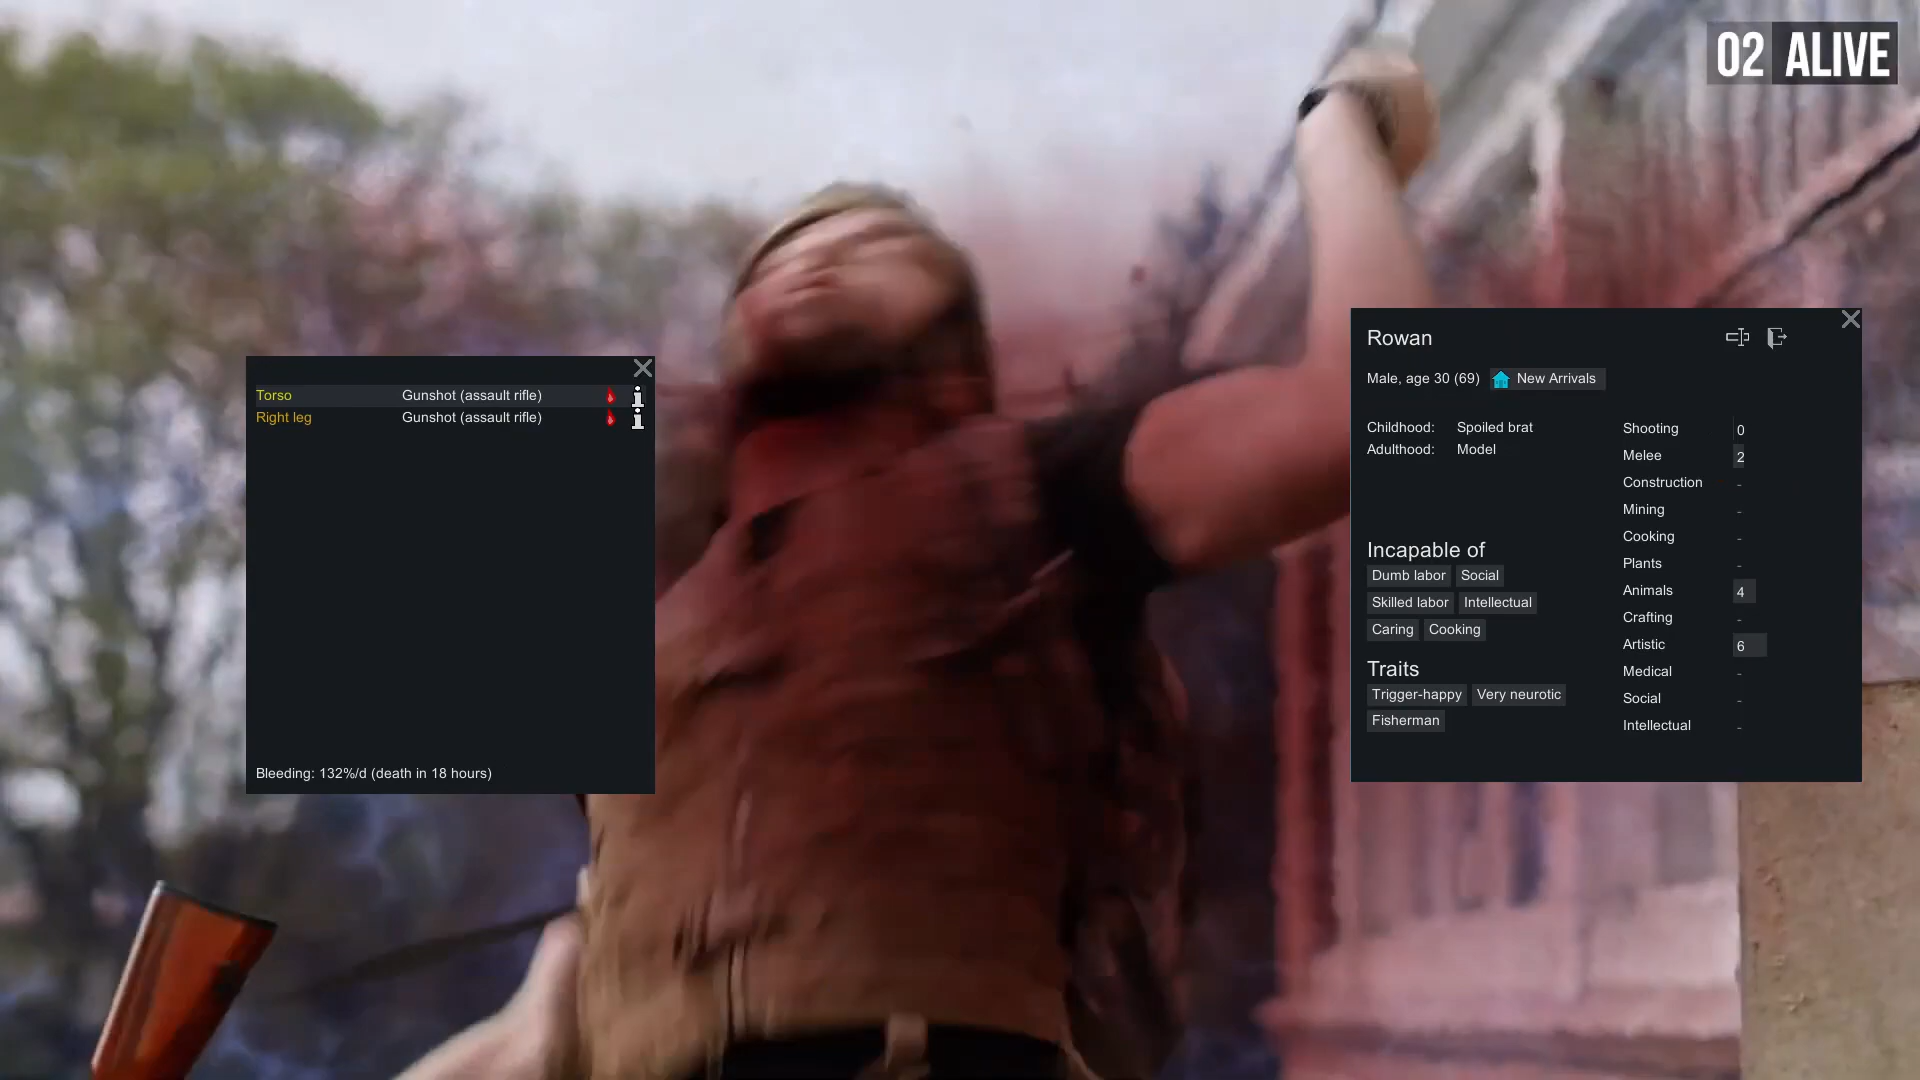 02 ALIVE
Torso Gunshot (assault rifle)
Right leg Gunshot (assault rifle)
Bleeding: 132%/d (death in 18 hours)
Rowan
Male, age 30 (69) New Arrivals
Childhood: Spoiled brat
Adulthood: Model
Incapable of
Dumb labor Social
Skilled labor Intellectual
Caring Cooking
Traits
Trigger-happy Very neurotic
Fisherman
Shooting 0
Melee 2
Construction -
Mining -
Cooking -
Plants -
Animals 4
Crafting -
Artistic 6
Medical -
Social -
Intellectual -